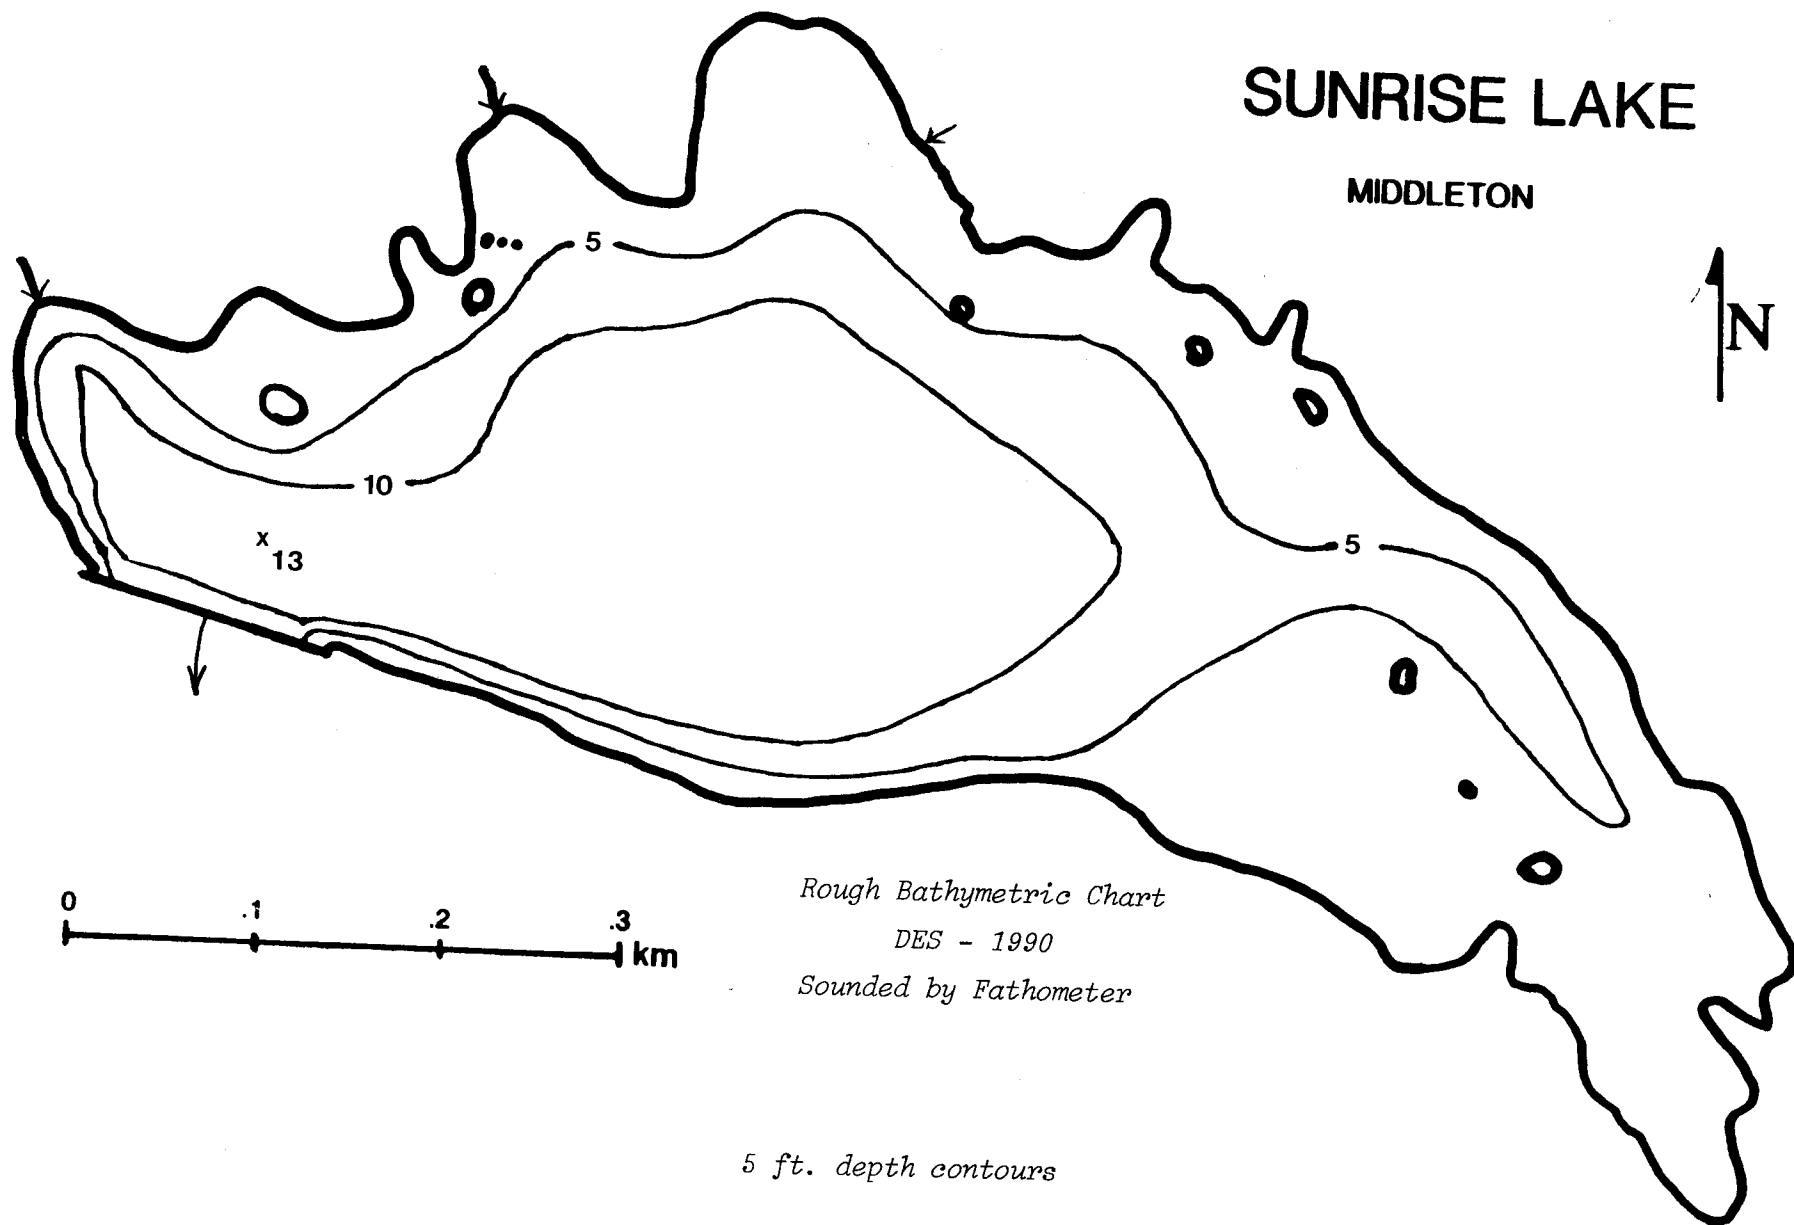 SUNRISE LAKE
MIDDLETON
N
5
10
x
13
5
0 .1 .2 .3 km
Rough Bathymetric Chart
DES - 1990
Sounded by Fathometer
5 ft. depth contours